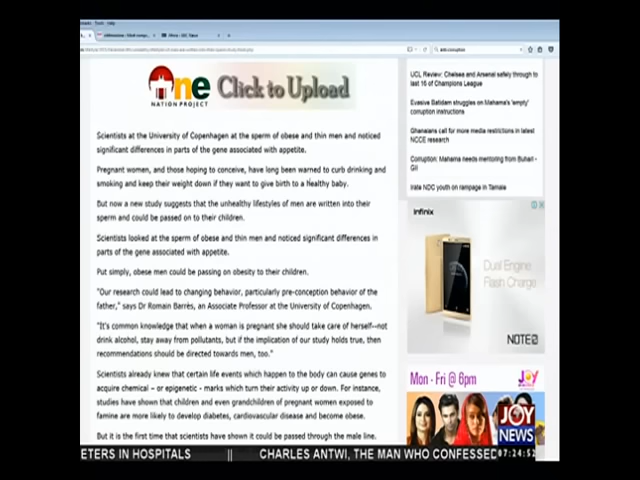 Tools Help
One
NATION PROJECT
Click to Upload
Scientists at the University of Copenhagen at the sperm of obese and thin men and noticed
significant differences in parts of the gene associated with appetite.
Pregnant women, and those hoping to conceive, have long been warned to curb drinking and
smoking and keep their weight down if they want to give birth to a healthy baby.
But now a new study suggests that the unhealthy lifestyles of men are written into their
sperm and could be passed on to their children.
Scientists looked at the sperm of obese and thin men and noticed significant differences in
parts of the gene associated with appetite.
Put simply, obese men could be passing on obesity to their children.
"Our research could lead to changing behavior, particularly pre-conception behavior of the
father," says Dr Romain Barrès, an Associate Professor at the University of Copenhagen.
"It's common knowledge that when a woman is pregnant she should take care of herself--not
drink alcohol, stay away from pollutants, but if the implication of our study holds true, then
recommendations should be directed towards men, too."
Scientists already knew that certain life events which happen to the body can cause genes to
acquire chemical – or epigenetic - marks which turn their activity up or down. For instance,
studies have shown that children and even grandchildren of pregnant women exposed to
famine are more likely to develop diabetes, cardiovascular disease and become obese.
But it is the first time that scientists have shown it could be passed through the male line.
UCL Review: Chelsea and Arsenal safely through to
last 16 of Champions League
Evasive Batidam struggles on Mahama's 'empty'
corruption instructions
Ghanaians call for more media restrictions in latest
NCCE research
Corruption: Mahama needs mentoring from Buhari -
GII
Irate NDC youth on rampage in Tamale
Infinix
Dual Engine
Flash Charge
NOTE 2
Mon - Fri @ 6pm
JOY
JOY
NEWS
07:24:52
ETERS IN HOSPITALS || CHARLES ANTWI, THE MAN WHO CONFESSED